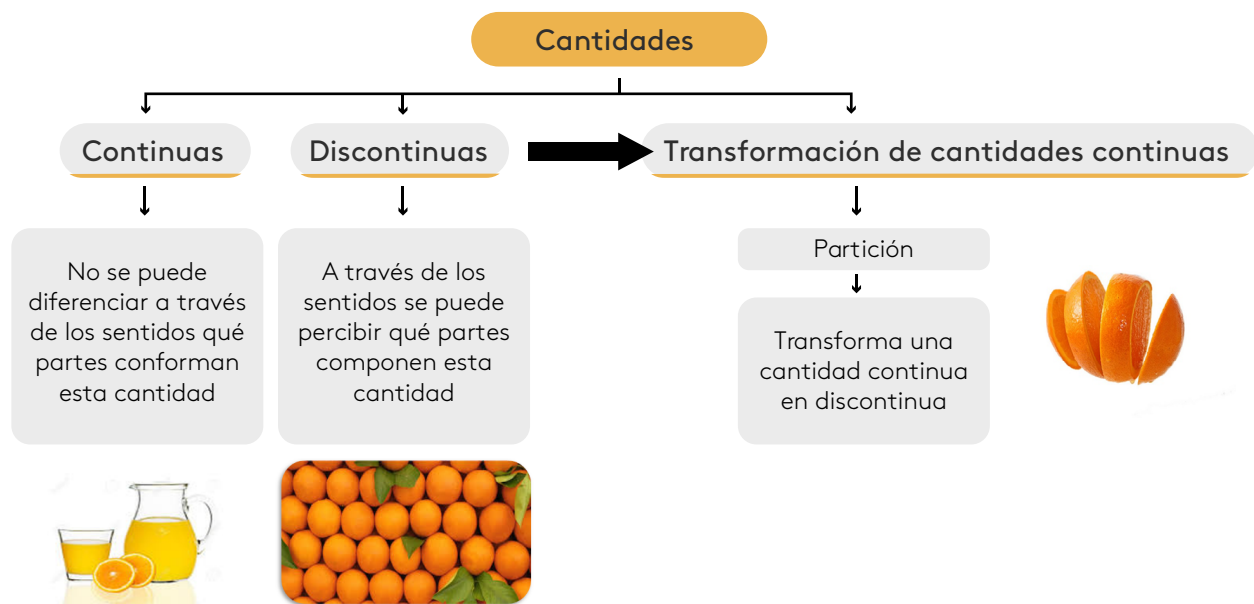 Cantidades
Continuas
Discontinuas
Transformación de cantidades continuas
No se puede
diferenciar a través
de los sentidos qué
partes conforman
esta cantidad
A través de los
sentidos se puede
percibir qué partes
componen esta
cantidad
Partición
Transforma una
cantidad continua
en discontinua